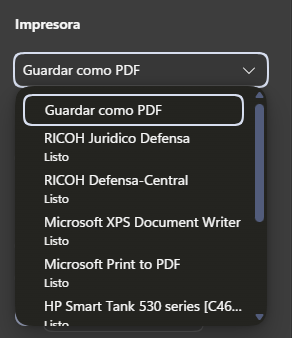 Impresora
Guardar como PDF
Guardar como PDF
RICOH Juridico Defensa
Listo
RICOH Defensa-Central
Listo
Microsoft XPS Document Writer
Listo
Microsoft Print to PDF
Listo
HP Smart Tank 530 series [C46...
Listo